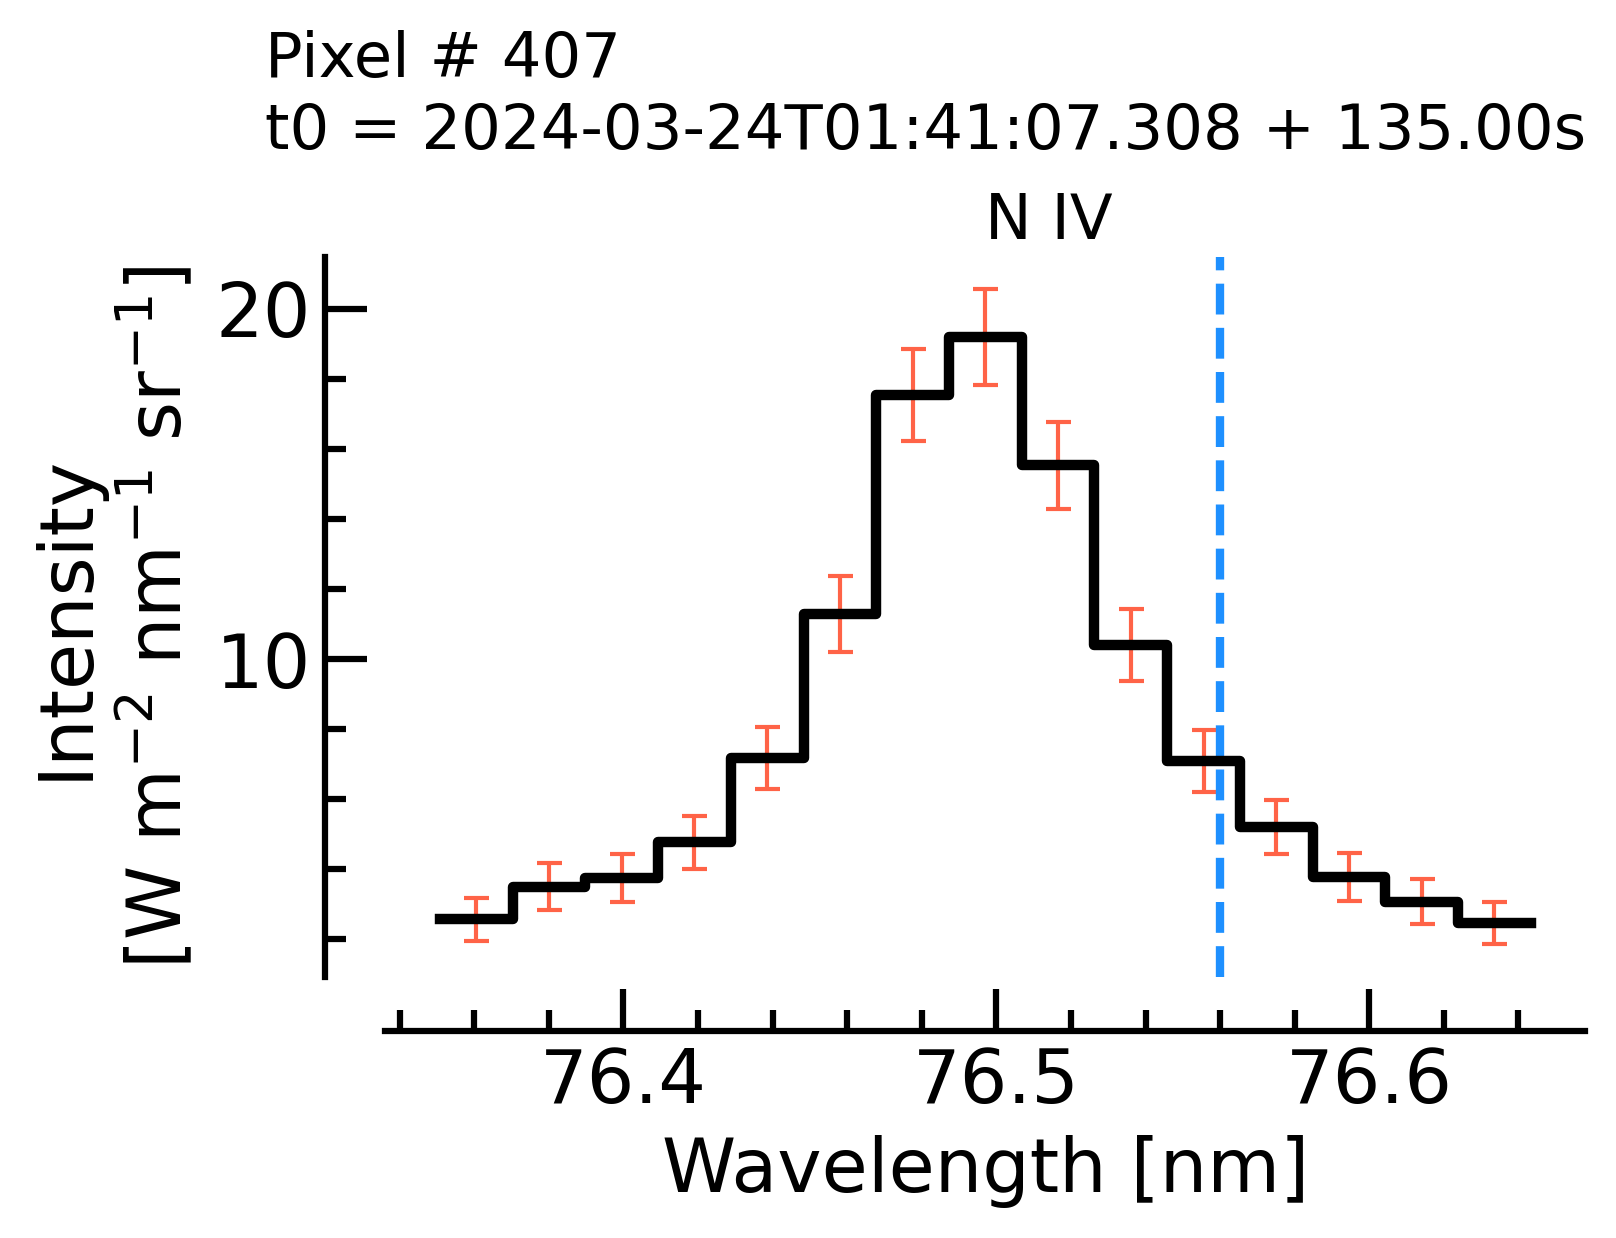 Pixel # 407
t0 = 2024-03-24T01:41:07.308 + 135.00s
N IV
Intensity
[W m⁻² nm⁻¹ sr⁻¹]
20
10
76.4 76.5 76.6
Wavelength [nm]